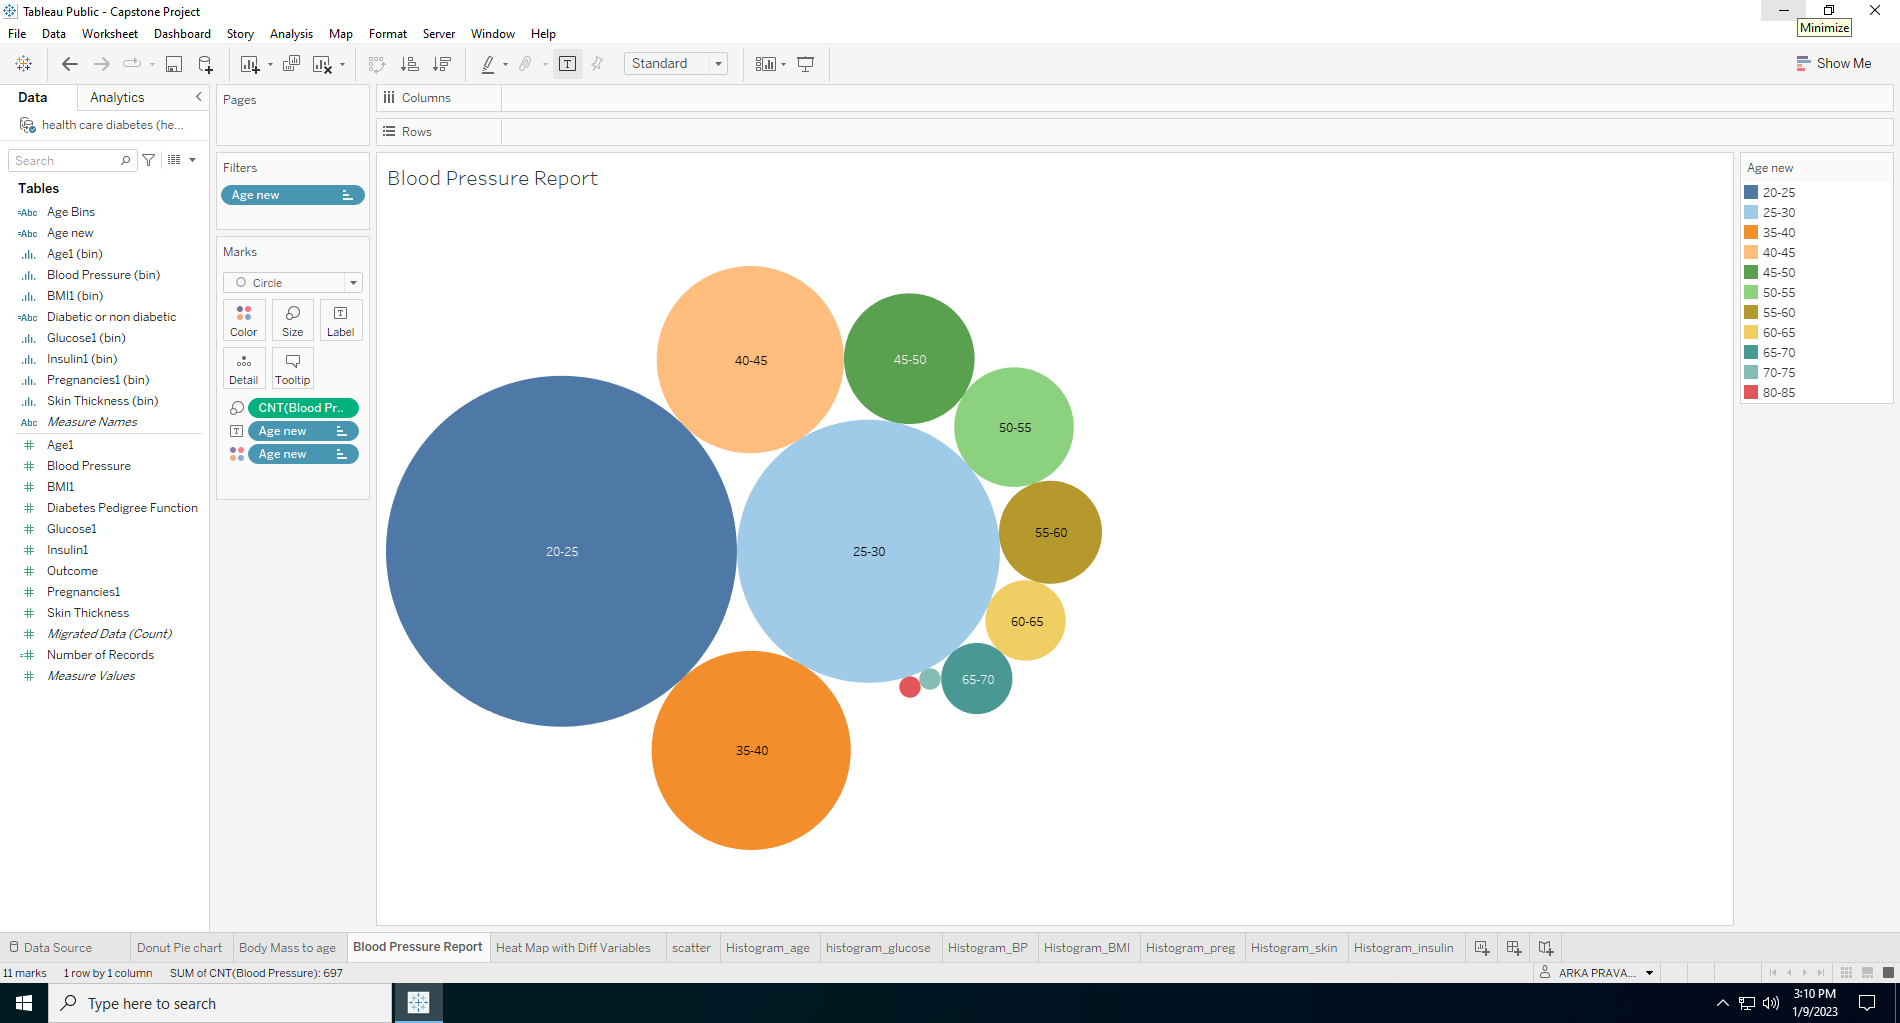 Tableau Public - Capstone Project
Minimize
File Data Worksheet Dashboard Story Analysis Map Format Server Window Help
Standard
Show Me
Data Analytics
health care diabetes (he...
Search
Tables
=Abc Age Bins
=Abc Age new
Age1 (bin)
Blood Pressure (bin)
BMI1 (bin)
=Abc Diabetic or non diabetic
Glucose1 (bin)
Insulin1 (bin)
Pregnancies1 (bin)
Skin Thickness (bin)
Abc Measure Names
# Age1
# Blood Pressure
# BMI1
# Diabetes Pedigree Function
# Glucose1
# Insulin1
# Outcome
# Pregnancies1
# Skin Thickness
# Migrated Data (Count)
=# Number of Records
# Measure Values
Pages
Filters
Age new
Marks
Circle
Color Size Label
Detail Tooltip
CNT(Blood Pr..
Age new
Age new
Columns
Rows
Blood Pressure Report
40-45
45-50
50-55
20-25
25-30
55-60
60-65
65-70
35-40
Age new
20-25
25-30
35-40
40-45
45-50
50-55
55-60
60-65
65-70
70-75
80-85
Data Source Donut Pie chart Body Mass to age Blood Pressure Report Heat Map with Diff Variables scatter Histogram_age histogram_glucose Histogram_BP Histogram_BMI Histogram_preg Histogram_skin Histogram_insulin
11 marks 1 row by 1 column SUM of CNT(Blood Pressure): 697
ARKA PRAVA...
Type here to search
3:10 PM
1/9/2023